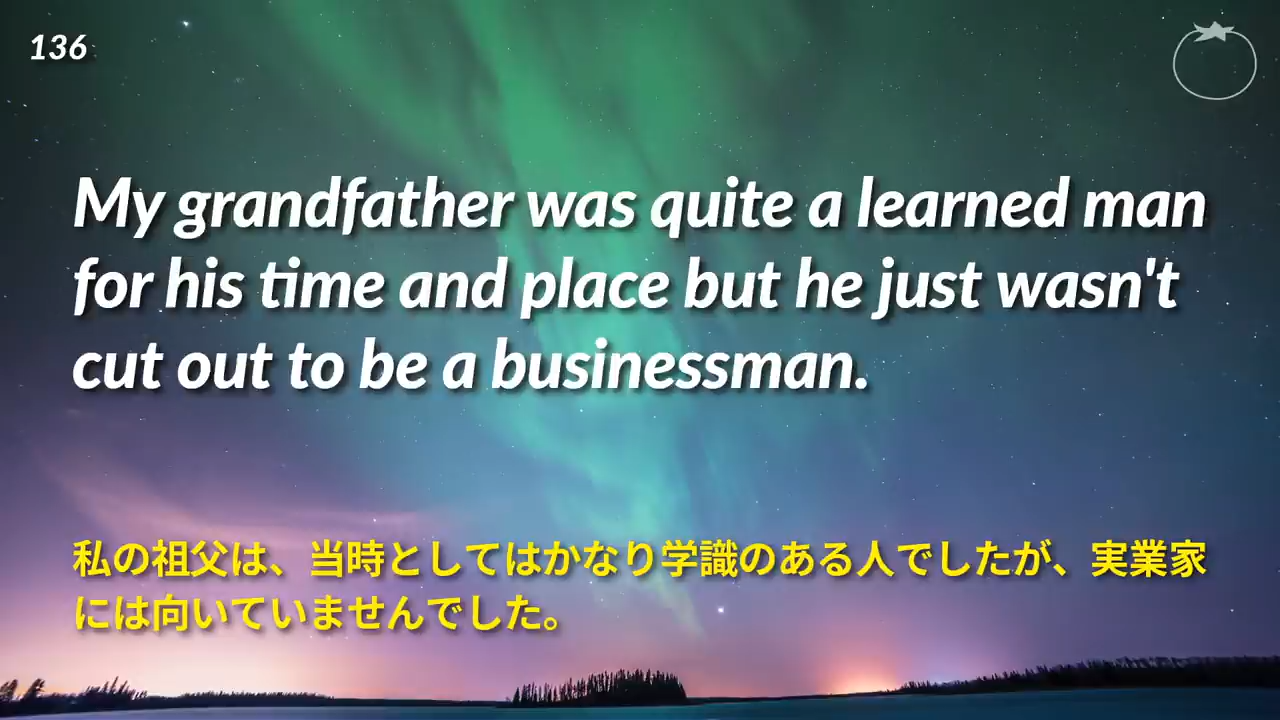 136
My grandfather was quite a learned man
for his time and place but he just wasn't
cut out to be a businessman.
私の祖父は、当時としてはかなり学識のある人でしたが、実業家
には向いていませんでした。